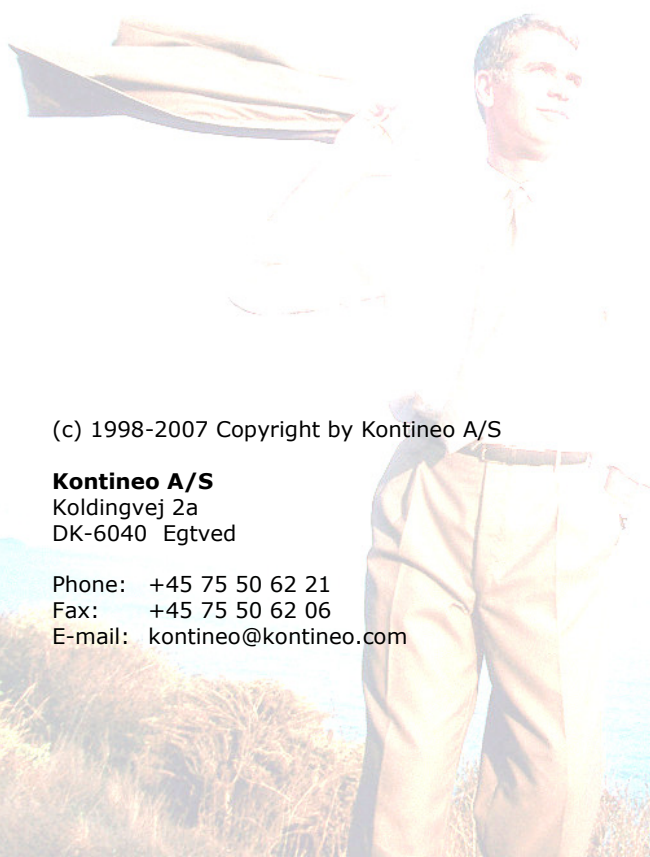 (c) 1998-2007 Copyright by Kontineo A/S
Kontineo A/S
Koldingvej 2a
DK-6040  Egtved
Phone: +45 75 50 62 21
Fax: +45 75 50 62 06
E-mail: kontineo@kontineo.com